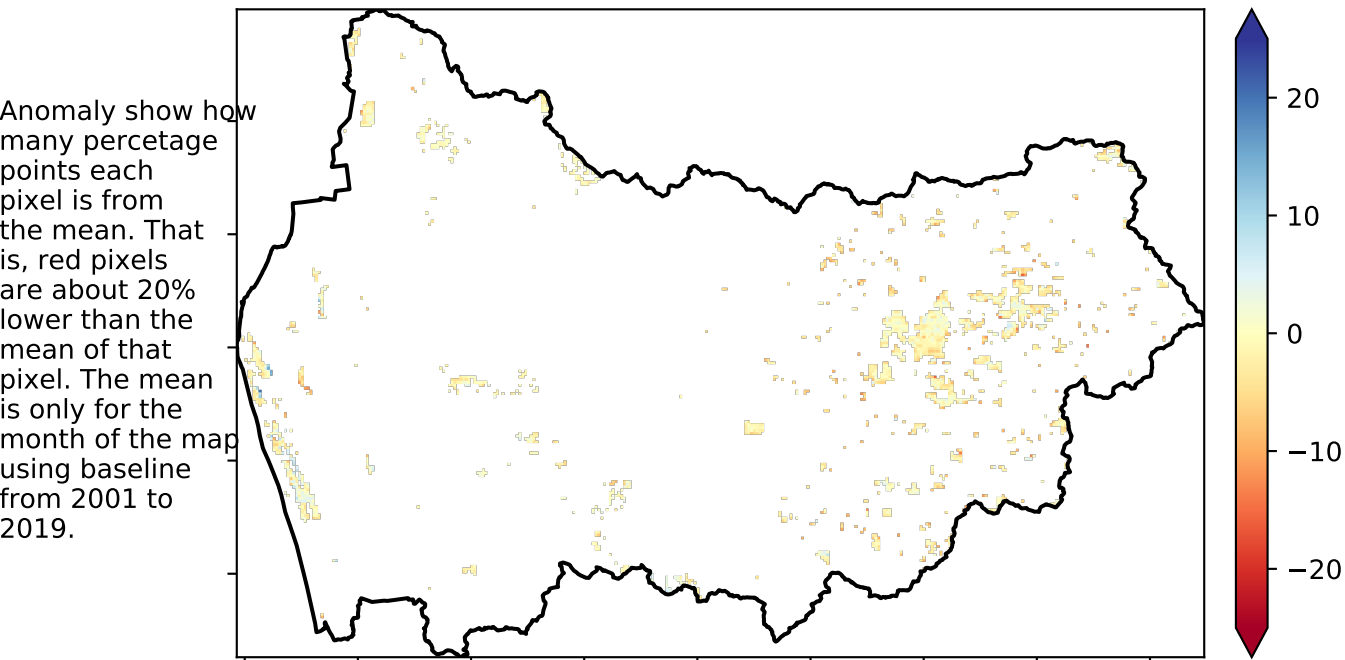 Anomaly show how
many percetage
points each
pixel is from
the mean. That
is, red pixels
are about 20%
lower than the
mean of that
pixel. The mean
is only for the
month of the map
using baseline
from 2001 to
2019.
20
10
0
−10
−20